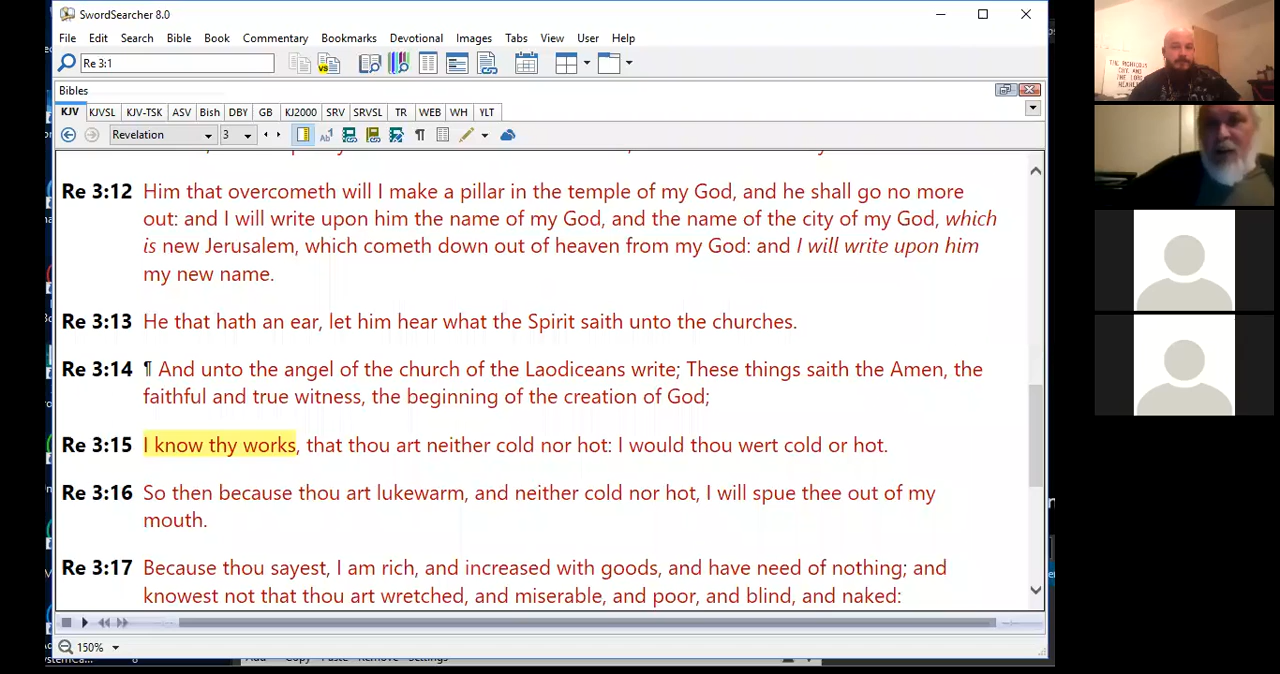 SwordSearcher 8.0
File Edit Search Bible Book Commentary Bookmarks Devotional Images Tabs View User Help
Re 3:1
Bibles
KJV KJVSL KJV-TSK ASV Bish DBY GB KJ2000 SRV SRVSL TR WEB WH YLT
Revelation 3
Re 3:12 Him that overcometh will I make a pillar in the temple of my God, and he shall go no more
out: and I will write upon him the name of my God, and the name of the city of my God, which
is new Jerusalem, which cometh down out of heaven from my God: and I will write upon him
my new name.
Re 3:13 He that hath an ear, let him hear what the Spirit saith unto the churches.
Re 3:14 ¶ And unto the angel of the church of the Laodiceans write; These things saith the Amen, the
faithful and true witness, the beginning of the creation of God;
Re 3:15 I know thy works, that thou art neither cold nor hot: I would thou wert cold or hot.
Re 3:16 So then because thou art lukewarm, and neither cold nor hot, I will spue thee out of my
mouth.
Re 3:17 Because thou sayest, I am rich, and increased with goods, and have need of nothing; and
knowest not that thou art wretched, and miserable, and poor, and blind, and naked:
150%